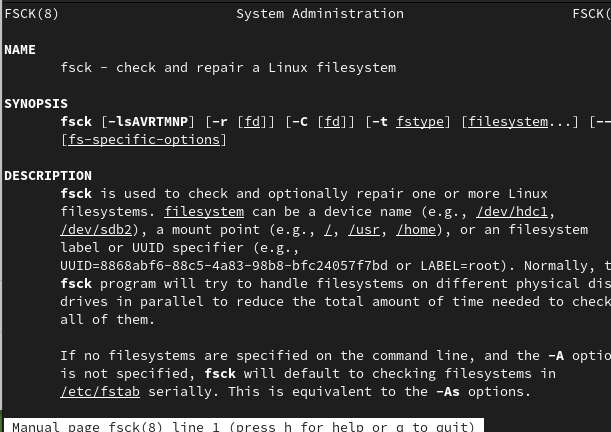 FSCK(8) System Administration FSCK(
NAME
fsck - check and repair a Linux filesystem
SYNOPSIS
fsck [-lsAVRTMNP] [-r [fd]] [-C [fd]] [-t fstype] [filesystem...] [--
[fs-specific-options]
DESCRIPTION
fsck is used to check and optionally repair one or more Linux
filesystems. filesystem can be a device name (e.g., /dev/hdc1,
/dev/sdb2), a mount point (e.g., /, /usr, /home), or an filesystem
label or UUID specifier (e.g.,
UUID=8868abf6-88c5-4a83-98b8-bfc24057f7bd or LABEL=root). Normally, t
fsck program will try to handle filesystems on different physical dis
drives in parallel to reduce the total amount of time needed to check
all of them.
If no filesystems are specified on the command line, and the -A optio
is not specified, fsck will default to checking filesystems in
/etc/fstab serially. This is equivalent to the -As options.
Manual page fsck(8) line 1 (press h for help or q to quit)